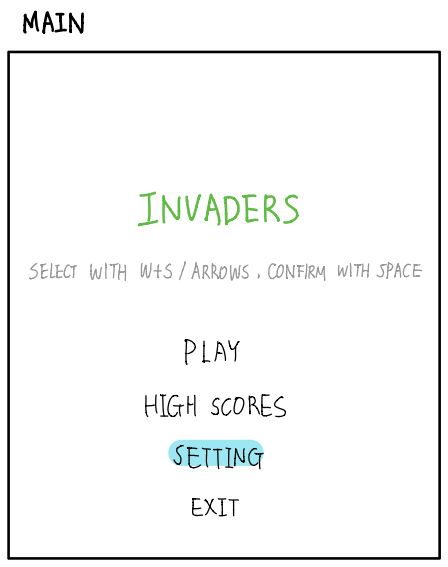 MAIN
INVADERS
SELECT WITH W+S / ARROWS , CONFIRM WITH SPACE
PLAY
HIGH SCORES
SETTING
EXIT